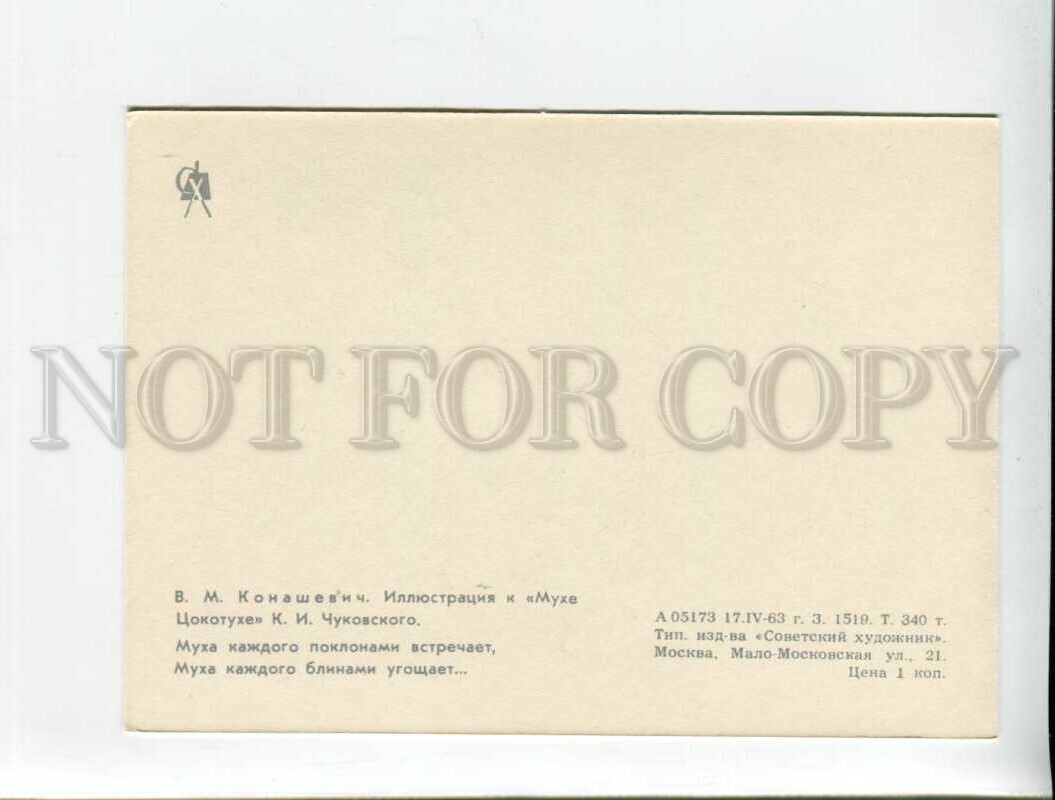 СХ
NOT FOR COPY
В. М. Конашевич. Иллюстрация к «Мухе
Цокотухе» К. И. Чуковского.
Муха каждого поклонами встречает,
Муха каждого блинами угощает...
А 05173 17.IV-63 г. З. 1519. Т. 340 т.
Тип. изд-ва «Советский художник».
Москва, Мало-Московская ул., 21.
Цена 1 коп.